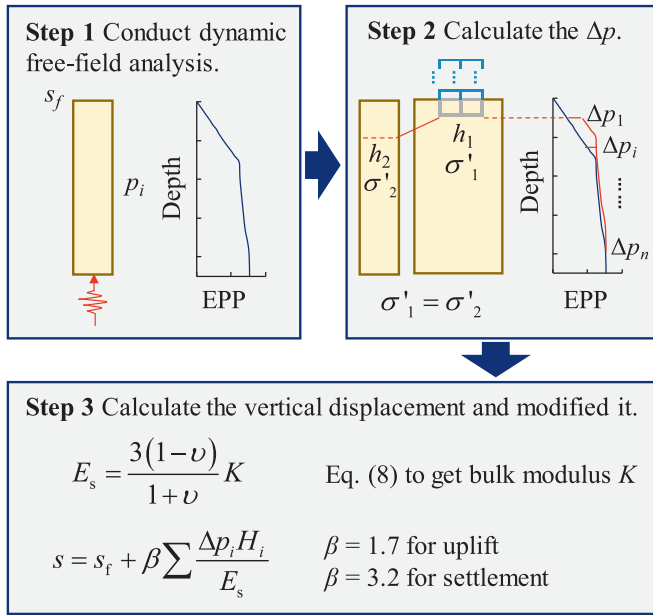 Step 1 Conduct dynamic
free-field analysis.
s_f
p_i
Depth
EPP
Step 2 Calculate the Δp.
h_2
σ'_2
h_1
σ'_1
σ'_1 = σ'_2
Depth
Δp_1
Δp_i
Δp_n
EPP
Step 3 Calculate the vertical displacement and modified it.
E_s = 3(1−υ)/(1+υ) K
Eq. (8) to get bulk modulus K
s = s_f + β∑ Δp_i H_i / E_s
β = 1.7 for uplift
β = 3.2 for settlement